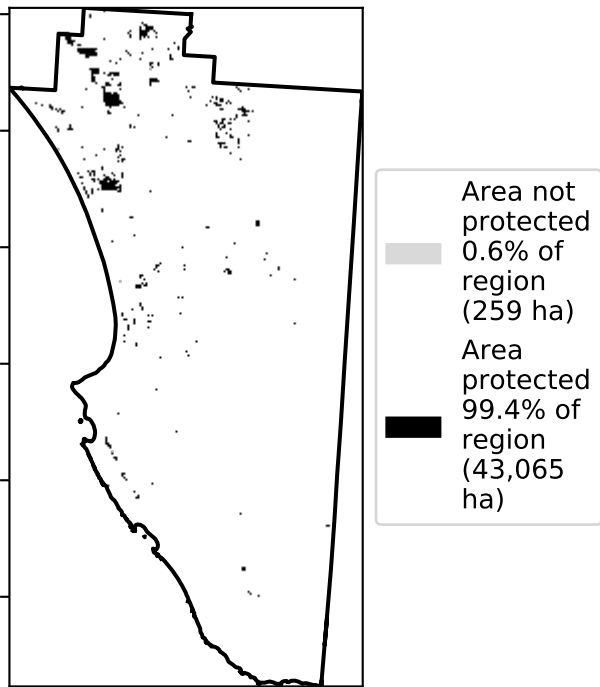 Area not
protected
0.6% of
region
(259 ha)
Area
protected
99.4% of
region
(43,065
ha)